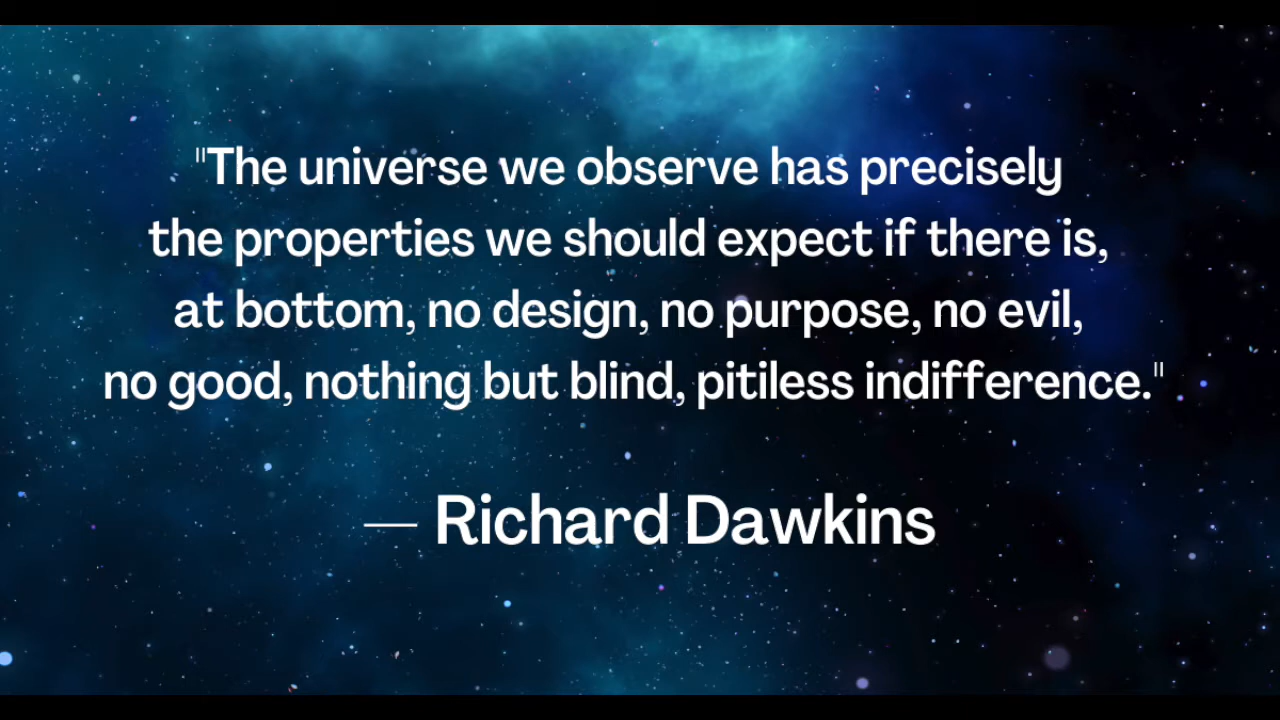 "The universe we observe has precisely
the properties we should expect if there is,
at bottom, no design, no purpose, no evil,
no good, nothing but blind, pitiless indifference."
— Richard Dawkins